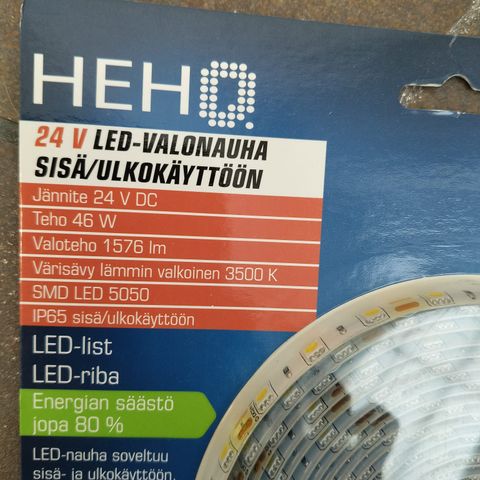 HEHQ
24 V LED-VALONAUHA
SISÄ/ULKOKÄYTTÖÖN
Jännite 24 V DC
Teho 46 W
Valoteho 1576 lm
Värisävy lämmin valkoinen 3500 K
SMD LED 5050
IP65 sisä/ulkokäyttöön
LED-list
LED-riba
Energian säästö
jopa 80 %
LED-nauha soveltuu
sisä- ja ulkokäyttöön.